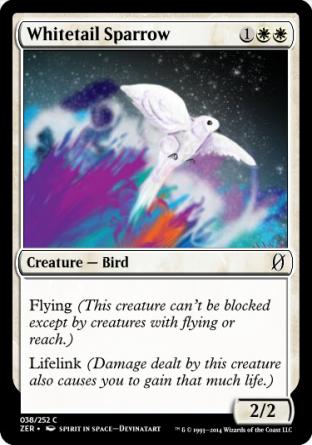 Whitetail Sparrow 1
Creature — Bird
Flying (This creature can't be blocked
except by creatures with flying or
reach.)
Lifelink (Damage dealt by this creature
also causes you to gain that much life.)
2/2
038/252 C
ZER • SPIRIT IN SPACE—DEVINATART ™ & © 1993–2014 Wizards of the Coast LLC